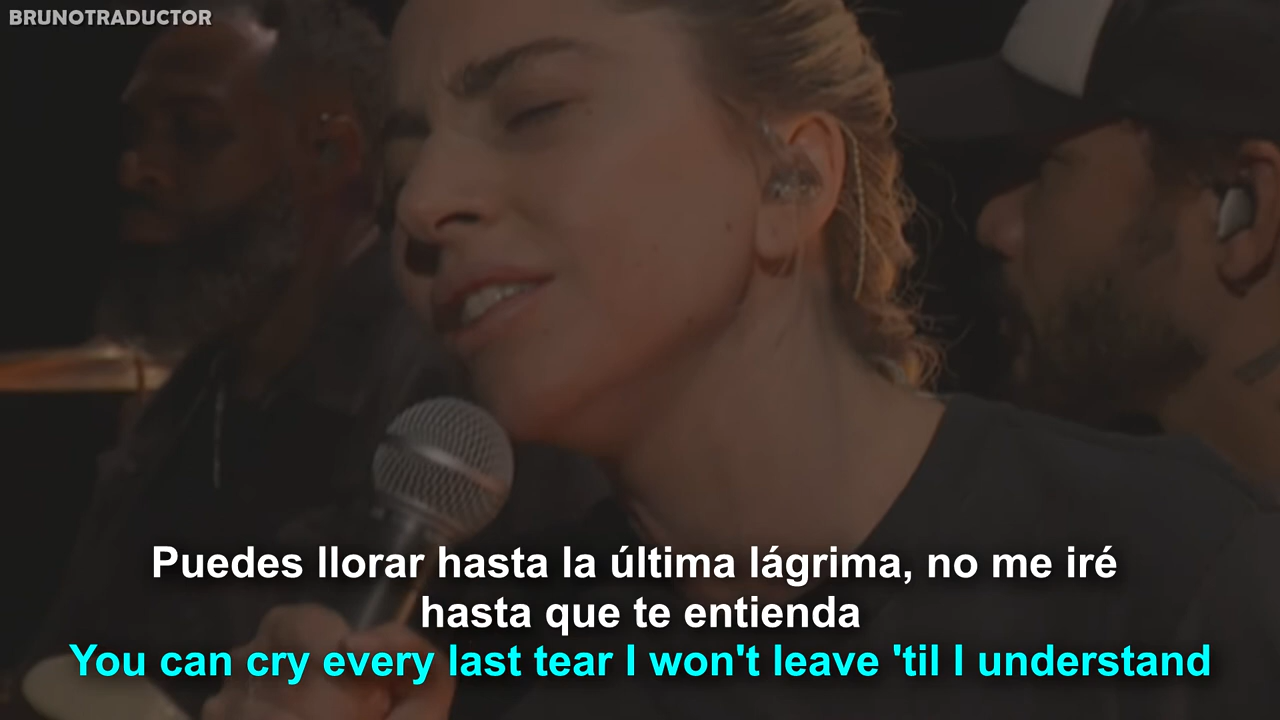 BRUNOTRADUCTOR
Puedes llorar hasta la última lágrima, no me iré
hasta que te entienda
You can cry every last tear I won't leave 'til I understand